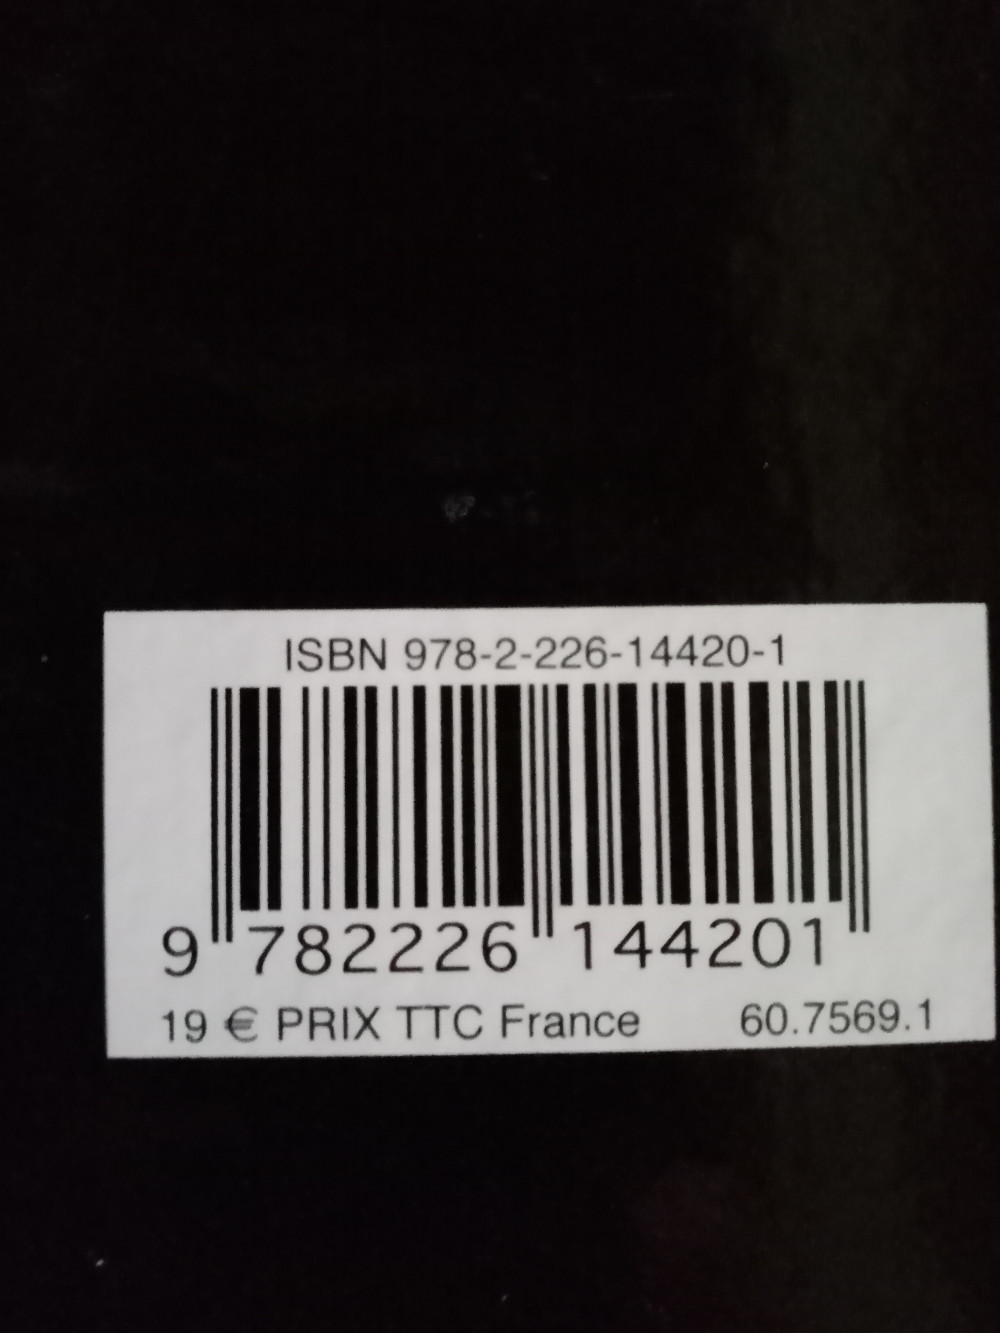 ISBN 978-2-226-14420-1
9 782226 144201
19 € PRIX TTC France 60.7569.1